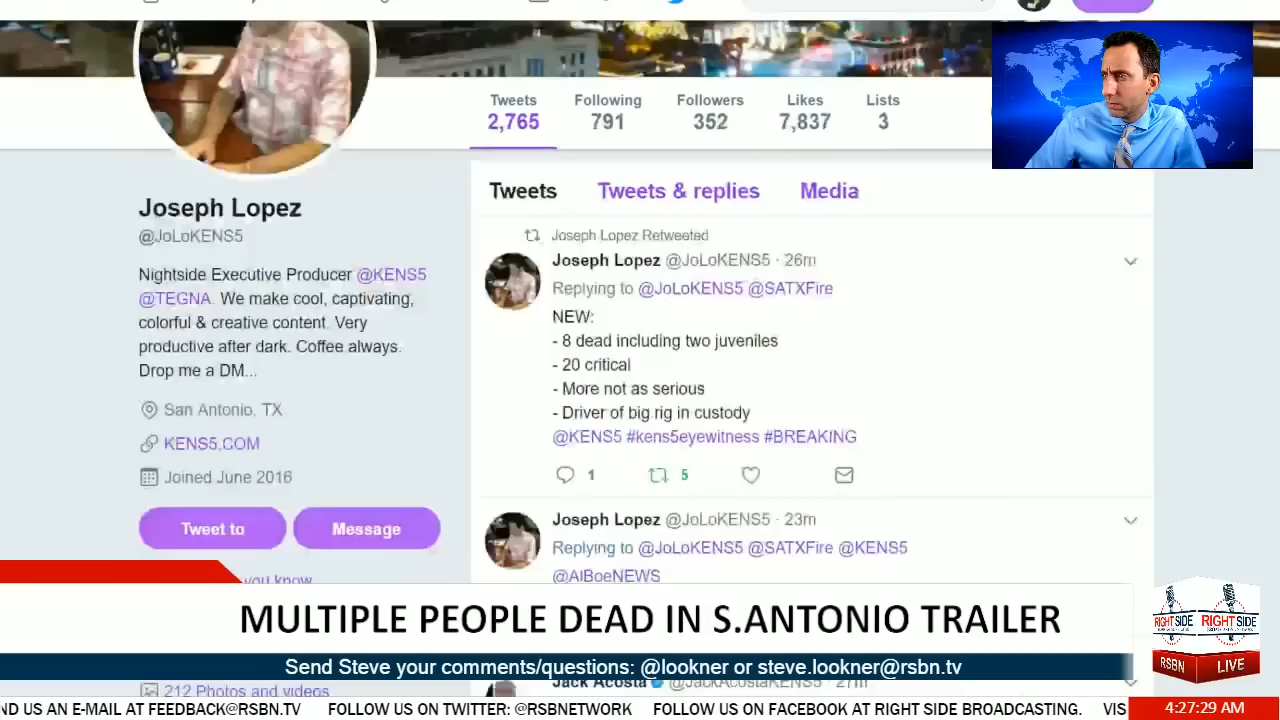 Tweets
Following
Followers
Likes
Lists
2,765
791
352
7,837
3
Tweets
Tweets & replies
Media
Joseph Lopez
@JoLoKENS5
Nightside Executive Producer @KENS5
@TEGNA. We make cool, captivating,
colorful & creative content. Very
productive after dark. Coffee always.
Drop me a DM...
San Antonio, TX
KENS5.COM
Joined June 2016
Tweet to
Message
you know
212 Photos and videos
Joseph Lopez Retweeted
Joseph Lopez @JoLoKENS5 · 26m
Replying to @JoLoKENS5 @SATXFire
NEW:
- 8 dead including two juveniles
- 20 critical
- More not as serious
- Driver of big rig in custody
@KENS5 #kens5eyewitness #BREAKING
1
5
Joseph Lopez @JoLoKENS5 · 23m
Replying to @JoLoKENS5 @SATXFire @KENS5
@AlBoeNEWS
Jack Acosta @JackAcostaKENS5 · 27m
MULTIPLE PEOPLE DEAD IN S.ANTONIO TRAILER
Send Steve your comments/questions: @lookner or steve.lookner@rsbn.tv
RIGHT SIDE
RIGHT SIDE
RSBN
LIVE
ND US AN E-MAIL AT FEEDBACK@RSBN.TV FOLLOW US ON TWITTER: @RSBNETWORK FOLLOW US ON FACEBOOK AT RIGHT SIDE BROADCASTING. VIS
4:27:29 AM